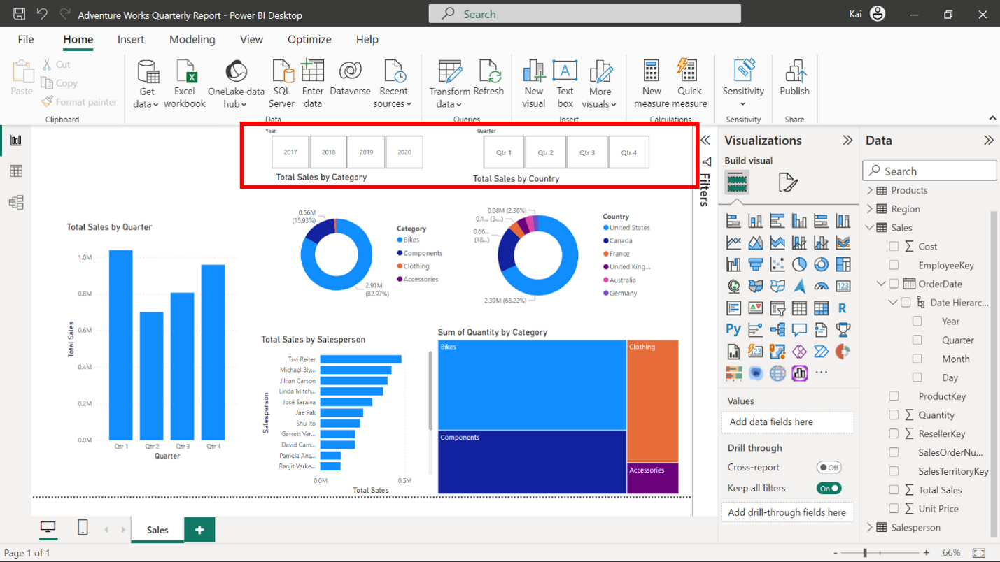 Adventure Works Quarterly Report - Power BI Desktop
Search
Kai
File Home Insert Modeling View Optimize Help
Paste
Cut
Copy
Format painter
Clipboard
Get data
Excel workbook
OneLake data hub
SQL Server
Enter data
Dataverse
Recent sources
Data
Transform data
Refresh
Queries
New visual
Text box
More visuals
Insert
New measure
Quick measure
Calculations
Sensitivity
Sensitivity
Publish
Share
Year
2017 2018 2019 2020
Quarter
Qtr 1 Qtr 2 Qtr 3 Qtr 4
Total Sales by Category
0.56M
(15.93%)
2.91M
(82.97%)
Category
Bikes
Components
Clothing
Accessories
Total Sales by Country
0.08M (2.36%)
0.1... (3...)
0.66...
(18...)
2.39M (68.22%)
Country
United States
Canada
France
United King...
Australia
Germany
Total Sales by Quarter
Total Sales
1.0M
0.8M
0.6M
0.4M
0.2M
0.0M
Qtr 1 Qtr 2 Qtr 3 Qtr 4
Quarter
Total Sales by Salesperson
Salesperson
Tsvi Reiter
Michael Bly...
Jillian Carson
Linda Mitch...
José Saraiva
Jae Pak
Shu Ito
Garrett Var...
David Cam...
Pamela Ans...
Ranjit Varke...
0.0M 0.5M
Total Sales
Sum of Quantity by Category
Bikes
Clothing
Components
Accessories
Filters
Visualizations
Build visual
123
R
Py
123
...
Values
Add data fields here
Drill through
Cross-report
Off
Keep all filters
On
Add drill-through fields here
Data
Search
Products
Region
Sales
Cost
EmployeeKey
OrderDate
Date Hierarc...
Year
Quarter
Month
Day
ProductKey
Quantity
ResellerKey
SalesOrderNu...
SalesTerritoryKey
Total Sales
Unit Price
Salesperson
Sales
Page 1 of 1
66%